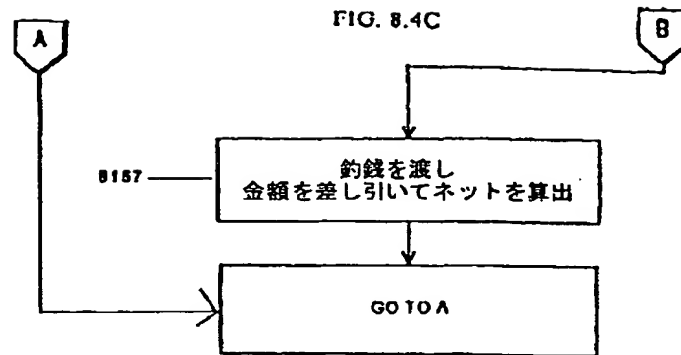 FIG. 8.4C
A
B
8157
釣銭を渡し
金額を差し引いてネットを算出
GO TO A